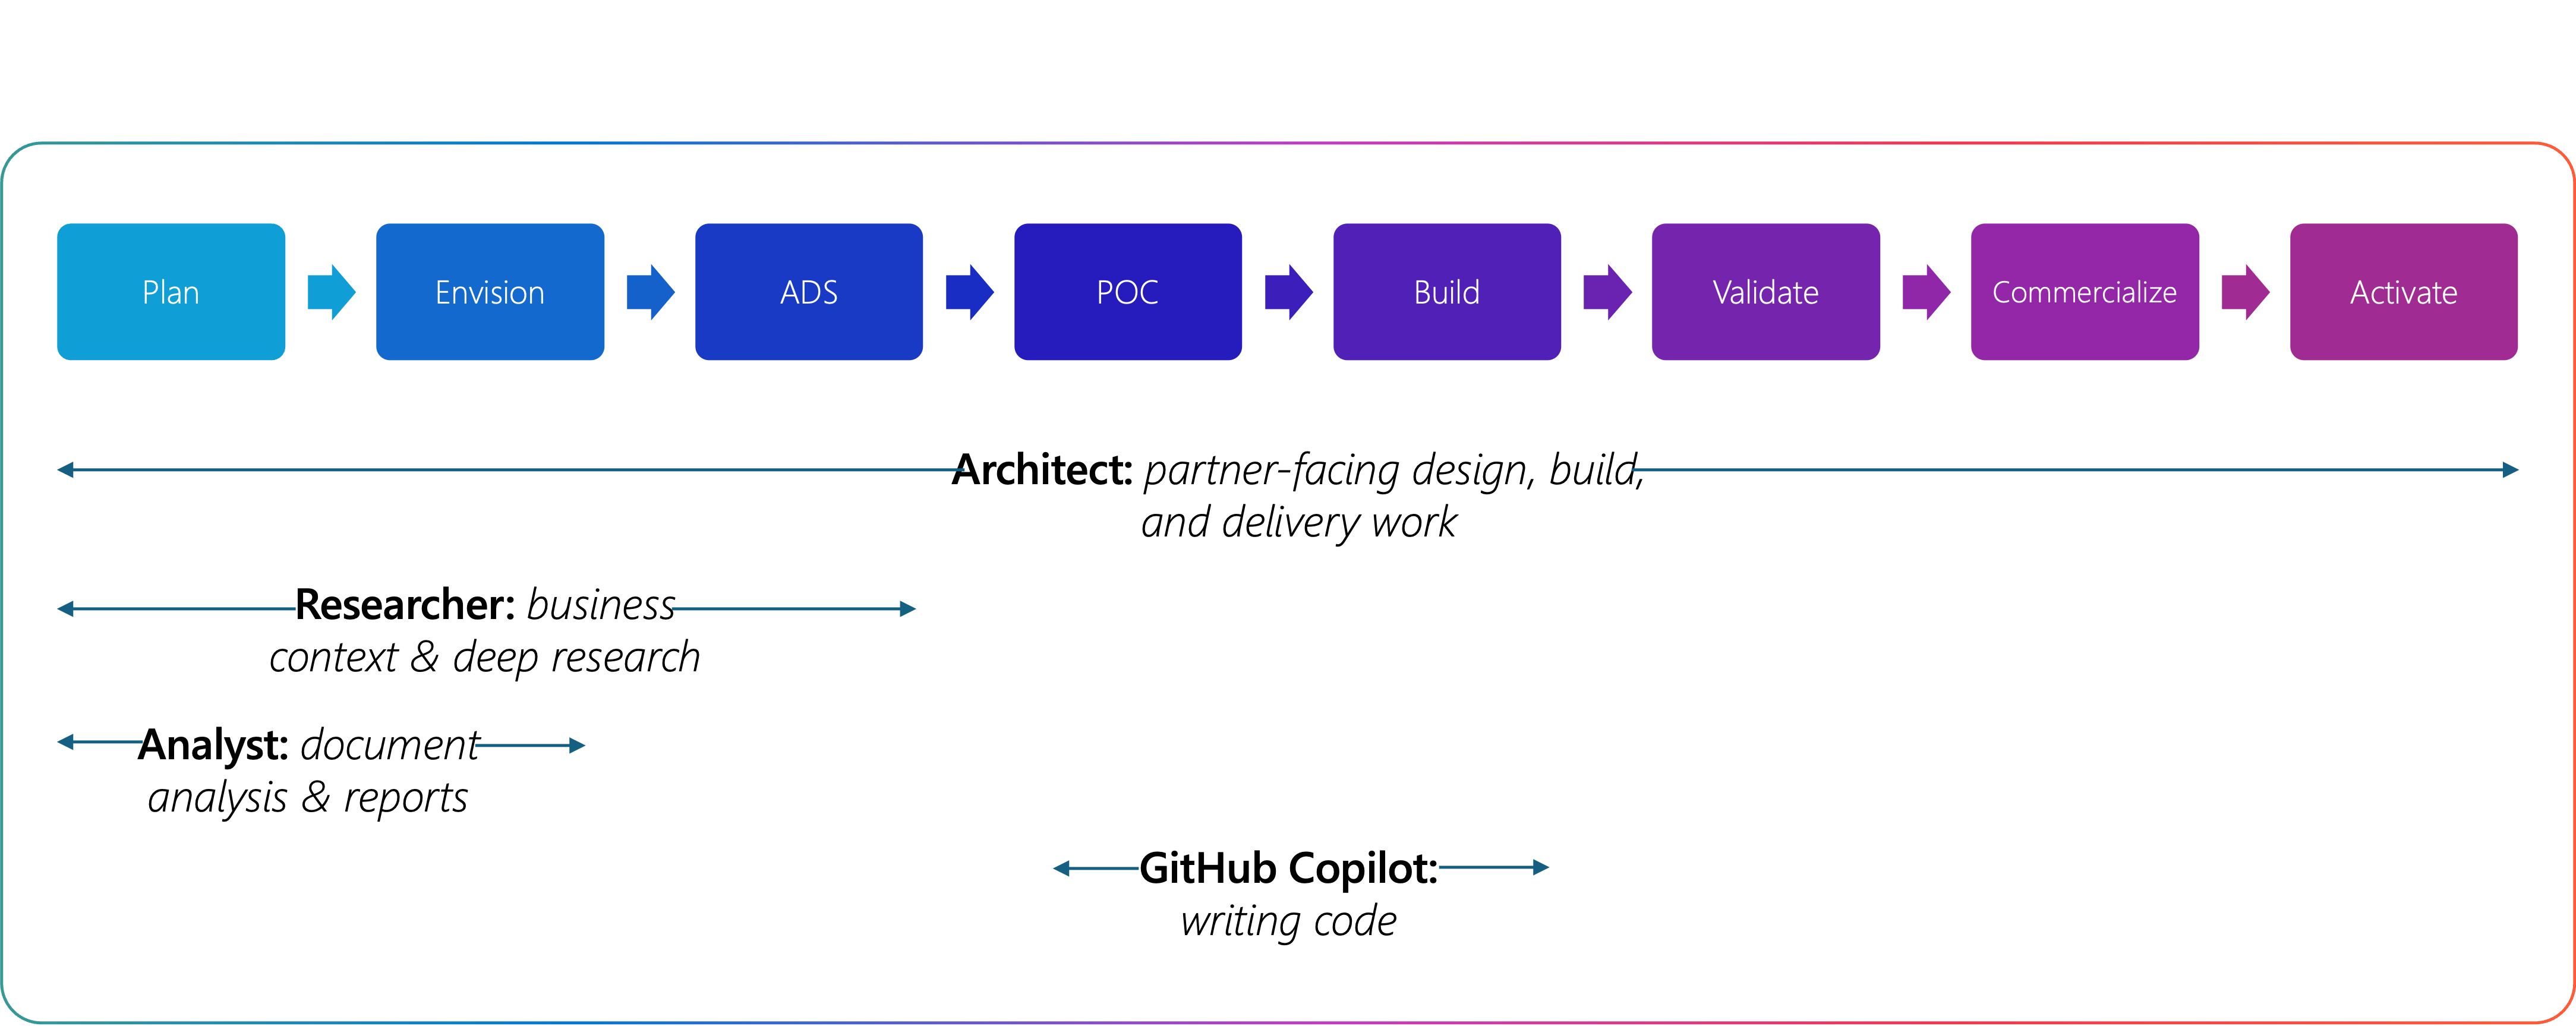 Plan
Envision
ADS
POC
Build
Validate
Commercialize
Activate
Architect: partner-facing design, build,
and delivery work
Researcher: business
context & deep research
Analyst: document
analysis & reports
GitHub Copilot:
writing code